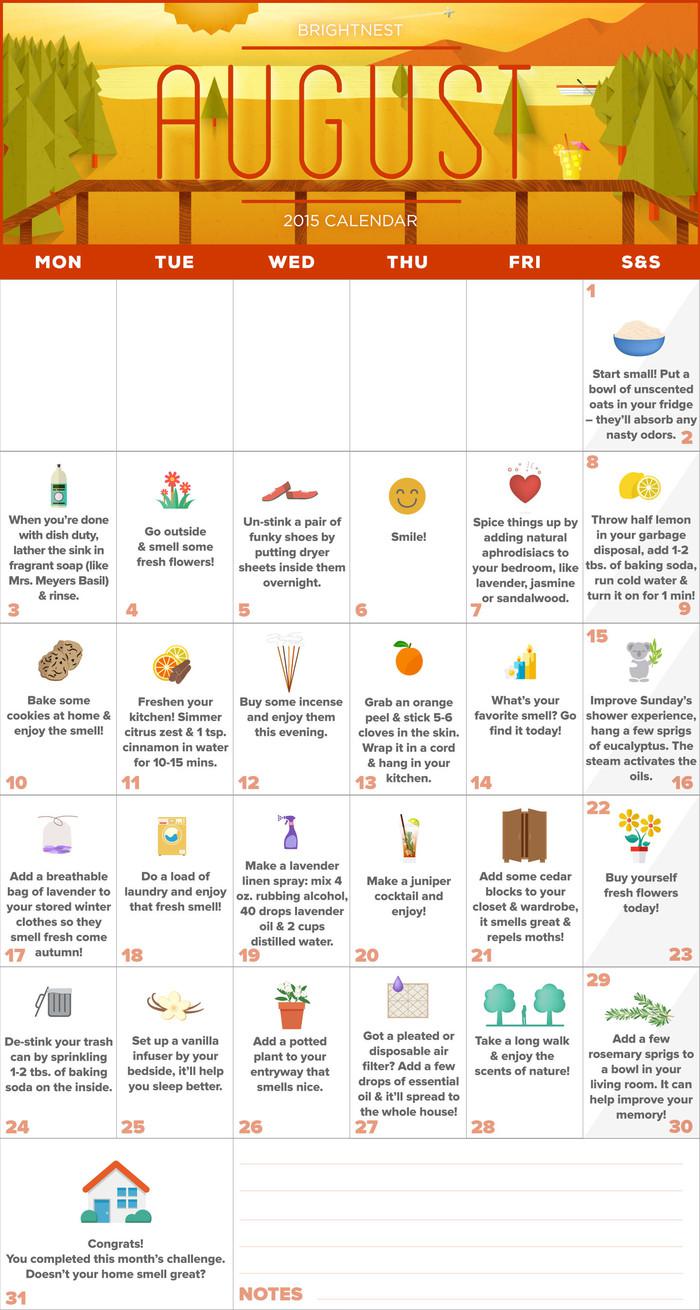 BRIGHTNEST
AUGUST
2015 CALENDAR
MON TUE WED THU FRI S&S
1
Start small! Put a
bowl of unscented
oats in your fridge
– they’ll absorb any
nasty odors.
2
When you’re done
with dish duty,
lather the sink in
fragrant soap (like
Mrs. Meyers Basil)
& rinse.
3
Go outside
& smell some
fresh flowers!
4
Un-stink a pair of
funky shoes by
putting dryer
sheets inside them
overnight.
5
Smile!
6
Spice things up by
adding natural
aphrodisiacs to
your bedroom, like
lavender, jasmine
or sandalwood.
7
8
Throw half lemon
in your garbage
disposal, add 1-2
tbs. of baking soda,
run cold water &
turn it on for 1 min!
9
Bake some
cookies at home &
enjoy the smell!
10
Freshen your
kitchen! Simmer
citrus zest & 1 tsp.
cinnamon in water
for 10-15 mins.
11
Buy some incense
and enjoy them
this evening.
12
Grab an orange
peel & stick 5-6
cloves in the skin.
Wrap it in a cord
& hang in your
kitchen.
13
What’s your
favorite smell? Go
find it today!
14
15
Improve Sunday’s
shower experience,
hang a few sprigs
of eucalyptus. The
steam activates the
oils.
16
Add a breathable
bag of lavender to
your stored winter
clothes so they
smell fresh come
autumn!
17
Do a load of
laundry and enjoy
that fresh smell!
18
Make a lavender
linen spray: mix 4
oz. rubbing alcohol,
40 drops lavender
oil & 2 cups
distilled water.
19
Make a juniper
cocktail and
enjoy!
20
Add some cedar
blocks to your
closet & wardrobe,
it smells great &
repels moths!
21
22
Buy yourself
fresh flowers
today!
23
De-stink your trash
can by sprinkling
1-2 tbs. of baking
soda on the inside.
24
Set up a vanilla
infuser by your
bedside, it’ll help
you sleep better.
25
Add a potted
plant to your
entryway that
smells nice.
26
Got a pleated or
disposable air
filter? Add a few
drops of essential
oil & it’ll spread to
the whole house!
27
Take a long walk
& enjoy the
scents of nature!
28
29
Add a few
rosemary sprigs to
a bowl in your
living room. It can
help improve your
memory!
30
Congrats!
You completed this month’s challenge.
Doesn’t your home smell great?
31
NOTES